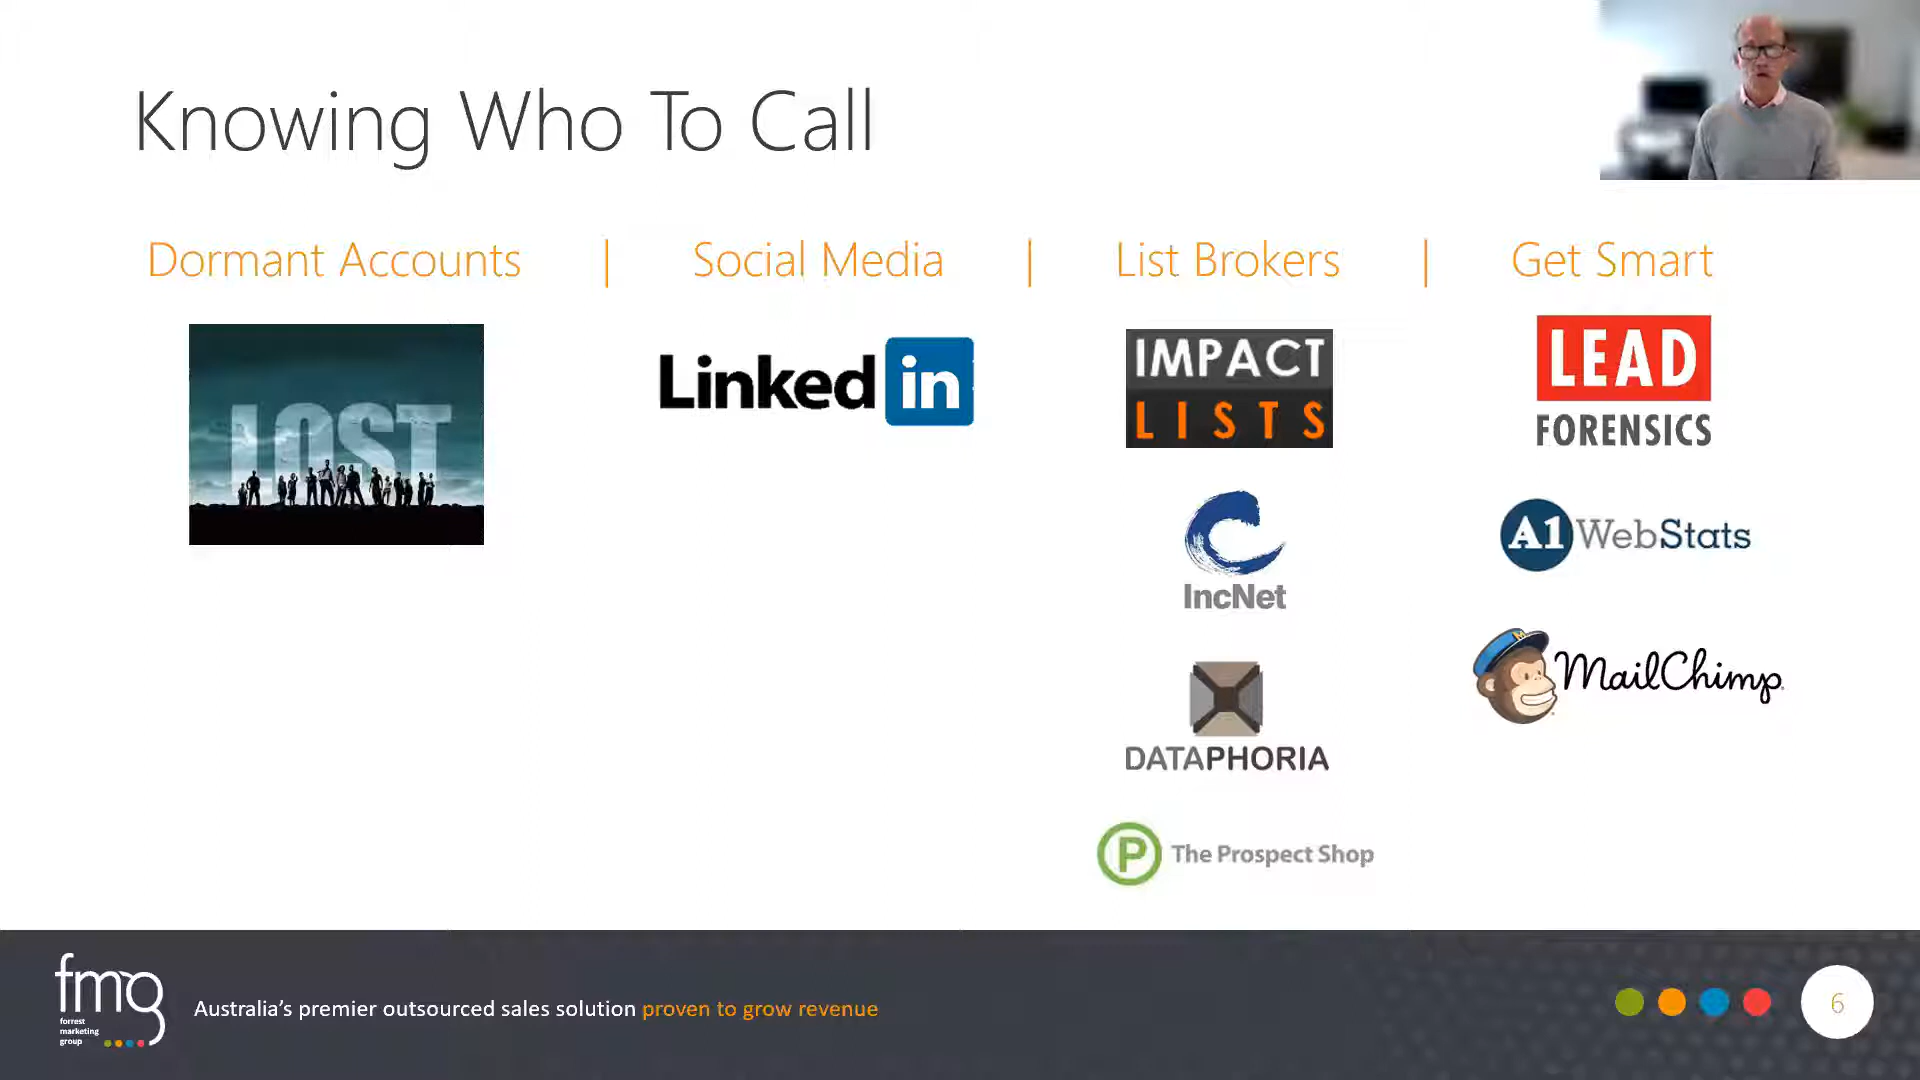 Knowing Who To Call
Dormant Accounts | Social Media | List Brokers | Get Smart
LOST
Linked in
IMPACT
LISTS
IncNet
DATAPHORIA
The Prospect Shop
LEAD
FORENSICS
A1 WebStats
MailChimp
fmg
forrest
marketing
group
Australia's premier outsourced sales solution proven to grow revenue
6